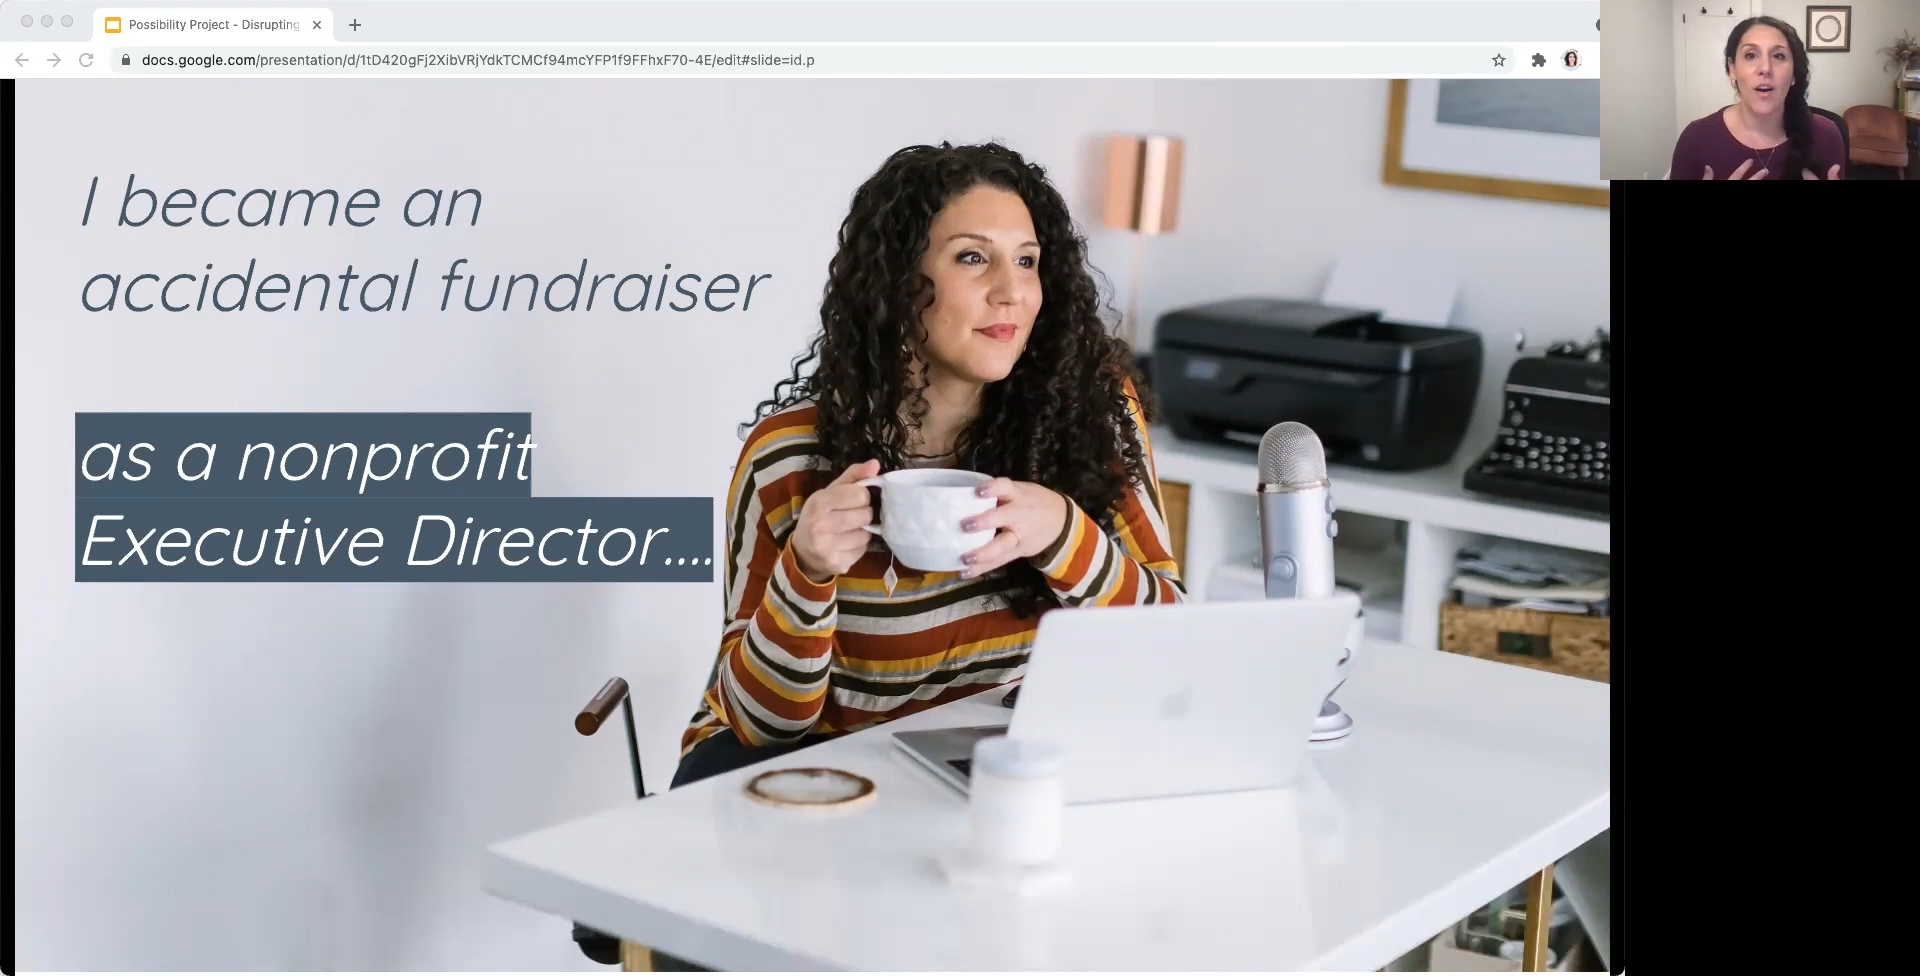 Possibility Project - Disrupting
docs.google.com/presentation/d/1tD420gFj2XibVRjYdkTCMCf94mcYFP1f9FFhxF70-4E/edit#slide=id.p
I became an
accidental fundraiser
as a nonprofit
Executive Director....